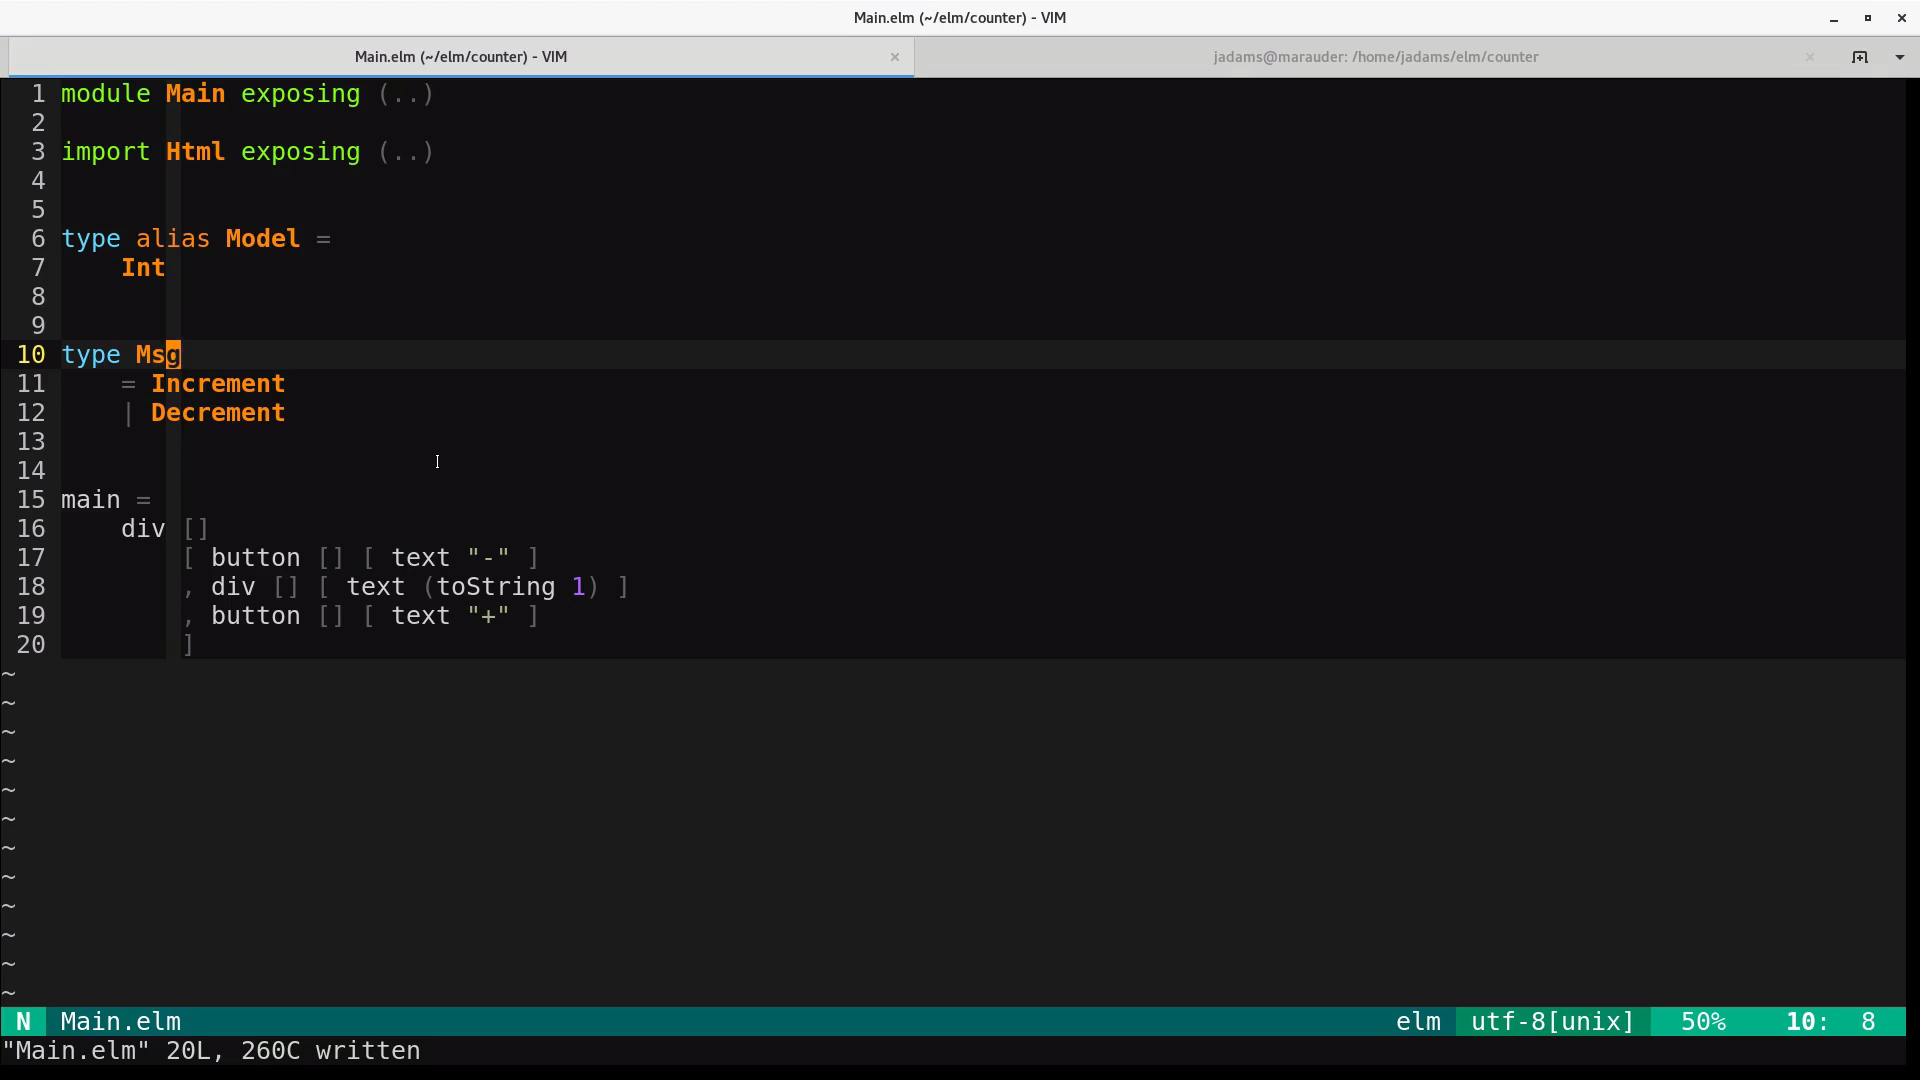 Main.elm (~/elm/counter) - VIM
Main.elm (~/elm/counter) - VIM
jadams@marauder: /home/jadams/elm/counter
1 module Main exposing (..)
2
3 import Html exposing (..)
4
5
6 type alias Model =
7     Int
8
9
10 type Msg
11     = Increment
12     | Decrement
13
14
15 main =
16     div []
17         [ button [] [ text "-" ]
18         , div [] [ text (toString 1) ]
19         , button [] [ text "+" ]
20         ]
~
~
~
~
~
~
~
~
~
~
~
~
N Main.elm elm utf-8[unix] 50% 10: 8
"Main.elm" 20L, 260C written